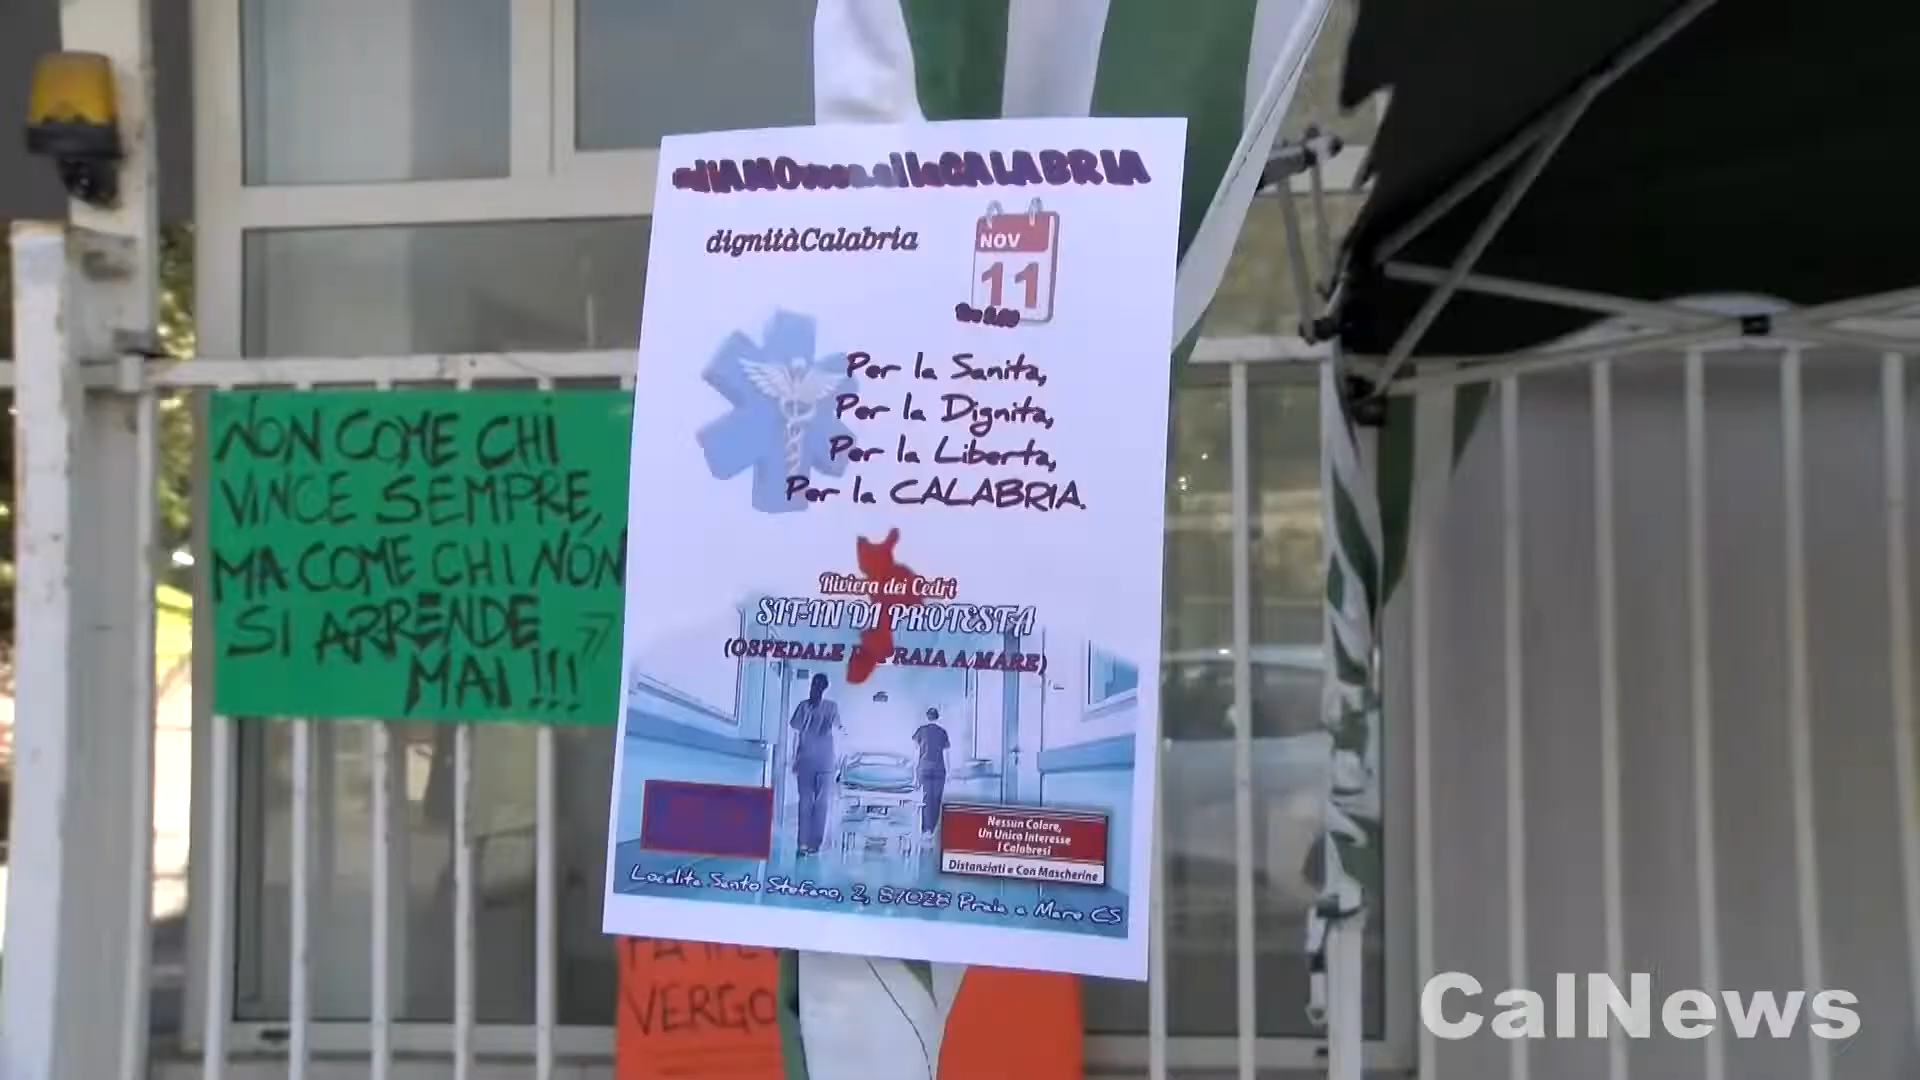 CALABRIA
dignitàCalabria
NOV
11
Per la Sanita,
Per la Dignita,
Per la Liberta,
Per la CALABRIA.
Riviera dei Cedri
SIT-IN DI PROTESTA
(OSPEDALE PRAIA A MARE)
Nessun Colore,
Un Unico Interesse
I Calabresi
Distanziati e Con Mascherine
Localita Santo Stefano, 2, 87028 Praia a Mare CS
NON COME CHI
VINCE SEMPRE,
MA COME CHI NON
SI ARRENDE
MAI!!!
VERGO
CalNews